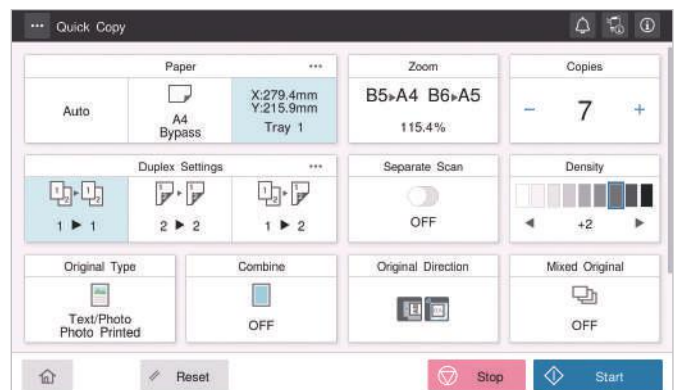 Quick Copy
Paper
Zoom
Copies
Auto
A4
Bypass
X:279.4mm
Y:215.9mm
Tray 1
B5▸A4 B6▸A5
115.4%
− 7 +
Duplex Settings
Separate Scan
Density
1 ▶ 1
2 ▶ 2
1 ▶ 2
OFF
+2
Original Type
Combine
Original Direction
Mixed Original
Text/Photo
Photo Printed
OFF
OFF
Reset
Stop
Start